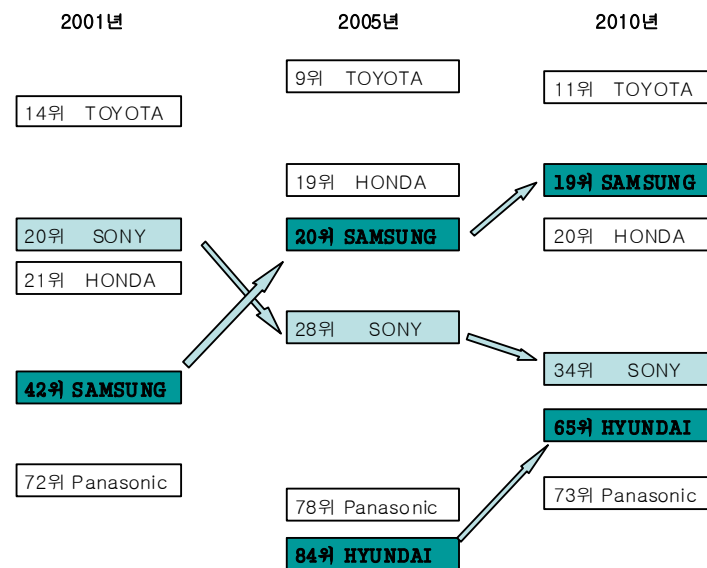 2001년
2005년
2010년
14위 TOYOTA
20위 SONY
21위 HONDA
42위 SAMSUNG
72위 Panasonic
9위 TOYOTA
19위 HONDA
20위 SAMSUNG
28위 SONY
78위 Panasonic
84위 HYUNDAI
11위 TOYOTA
19위 SAMSUNG
20위 HONDA
34위 SONY
65위 HYUNDAI
73위 Panasonic